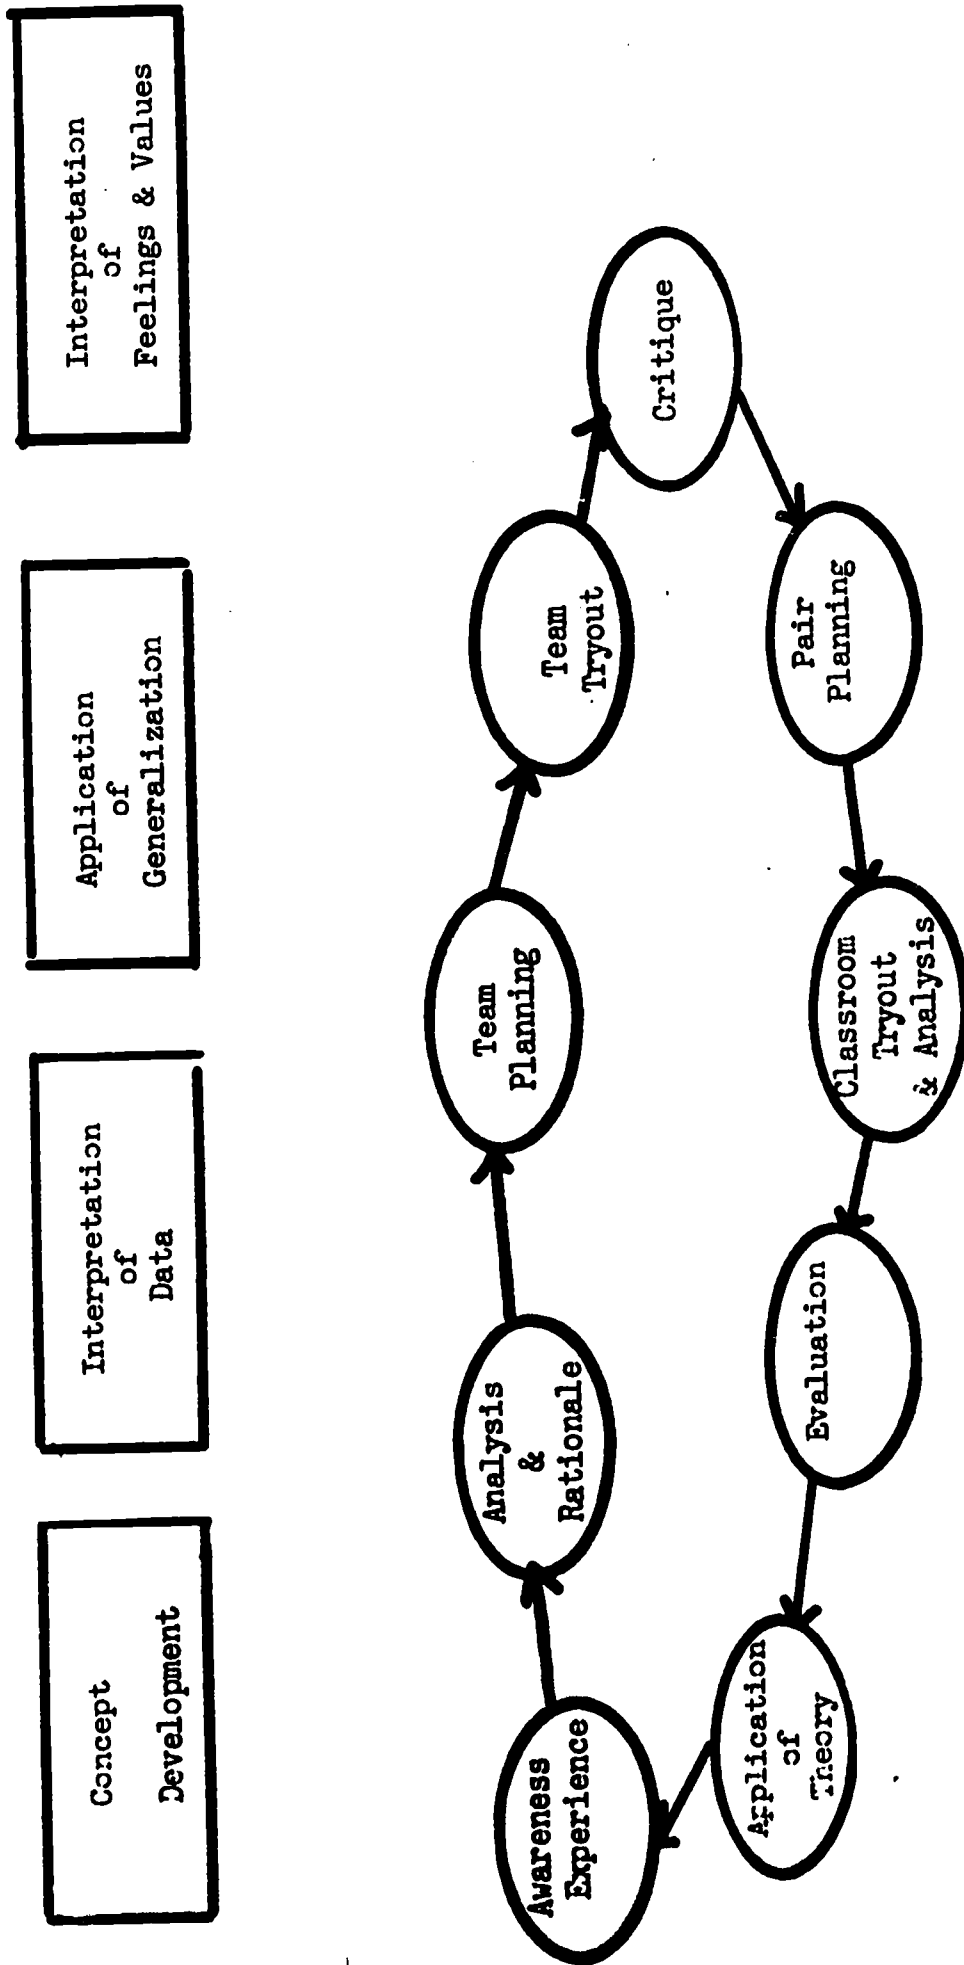 Concept
Development
Interpretation
of
Data
Application
of
Generalization
Interpretation
of
Feelings & Values
Awareness
Experience
Analysis
&
Rationale
Team
Planning
Team
Tryout
Critique
Pair
Planning
Classroom
Tryout
& Analysis
Evaluation
Application
of
Theory